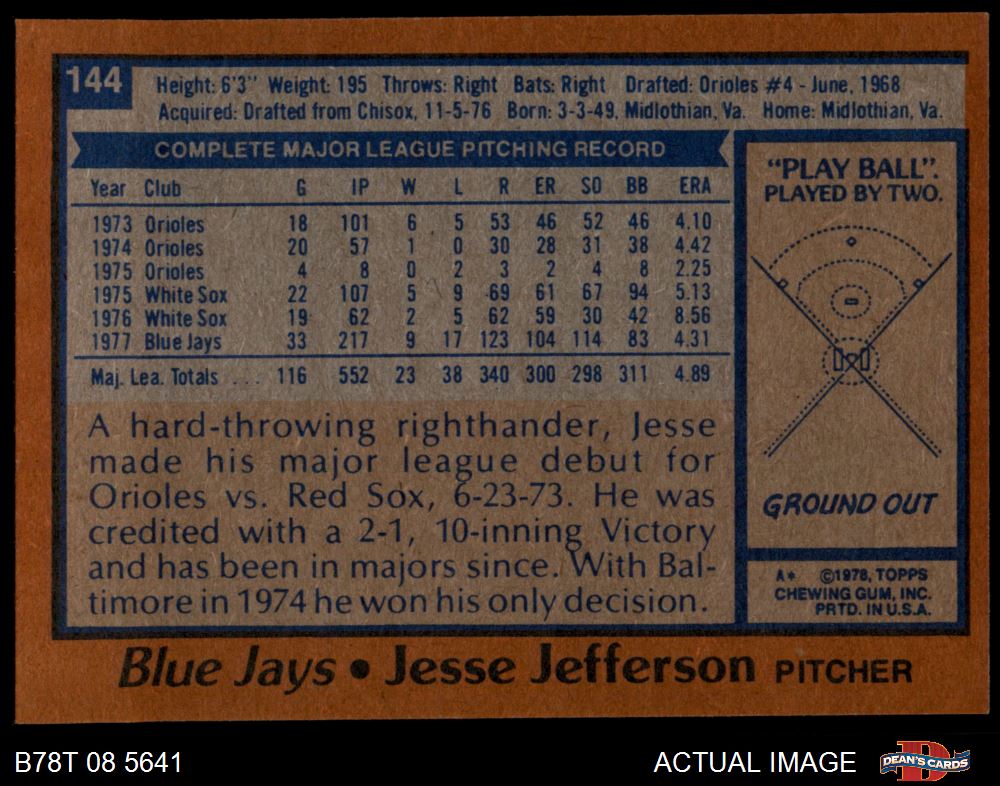 144
Height: 6'3" Weight: 195 Throws: Right Bats: Right Drafted: Orioles #4 - June, 1968
Acquired: Drafted from Chisox, 11-5-76 Born: 3-3-49, Midlothian, Va. Home: Midlothian, Va.
COMPLETE MAJOR LEAGUE PITCHING RECORD
Year Club G IP W L R ER SO BB ERA
1973 Orioles 18 101 6 5 53 46 52 46 4.10
1974 Orioles 20 57 1 0 30 28 31 38 4.42
1975 Orioles 4 8 0 2 3 2 4 8 2.25
1975 White Sox 22 107 5 9 69 61 67 94 5.13
1976 White Sox 19 62 2 5 62 59 30 42 8.56
1977 Blue Jays 33 217 9 17 123 104 114 83 4.31
Maj. Lea. Totals ... 116 552 23 38 340 300 298 311 4.89
A hard-throwing righthander, Jesse
made his major league debut for
Orioles vs. Red Sox, 6-23-73. He was
credited with a 2-1, 10-inning Victory
and has been in majors since. With Bal-
timore in 1974 he won his only decision.
"PLAY BALL".
PLAYED BY TWO.
GROUND OUT
A* ©1978, TOPPS
CHEWING GUM, INC.
PRTD. IN U.S.A.
Blue Jays • Jesse Jefferson PITCHER
B78T 08 5641
ACTUAL IMAGE
DEAN'S CARDS